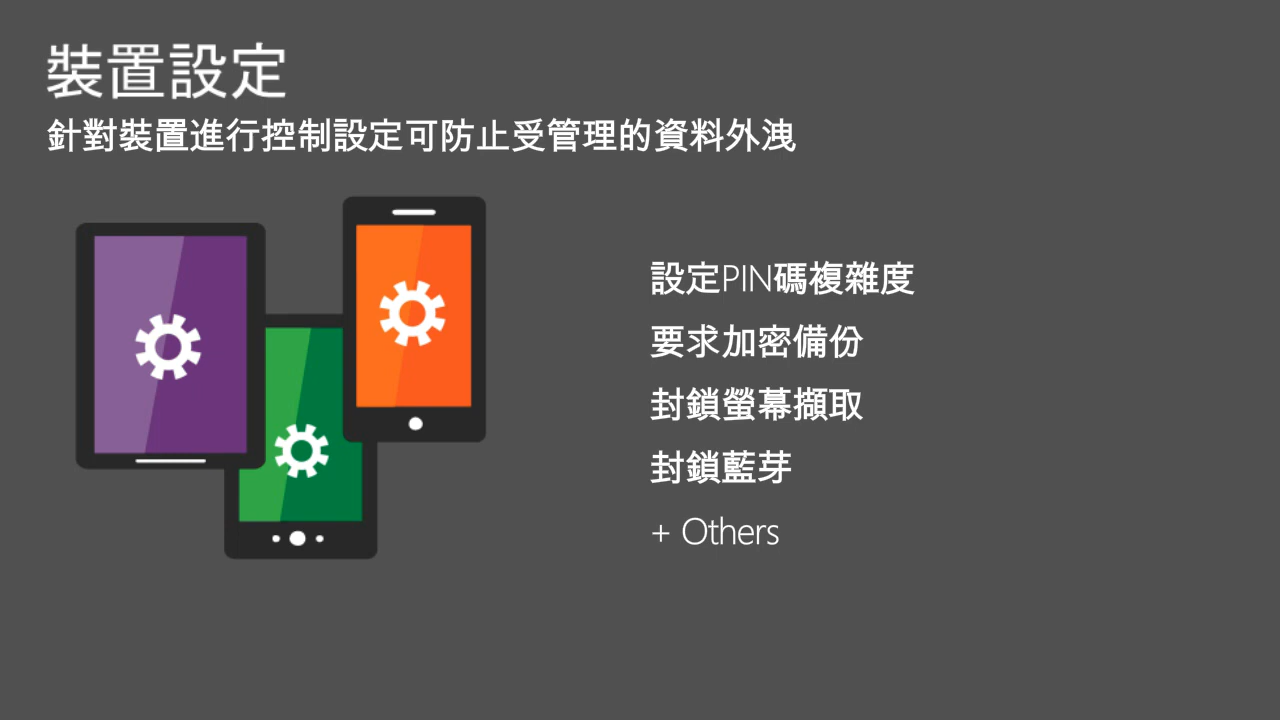 裝置設定
針對裝置進行控制設定可防止受管理的資料外洩
設定PIN碼複雜度
要求加密備份
封鎖螢幕擷取
封鎖藍芽
+ Others